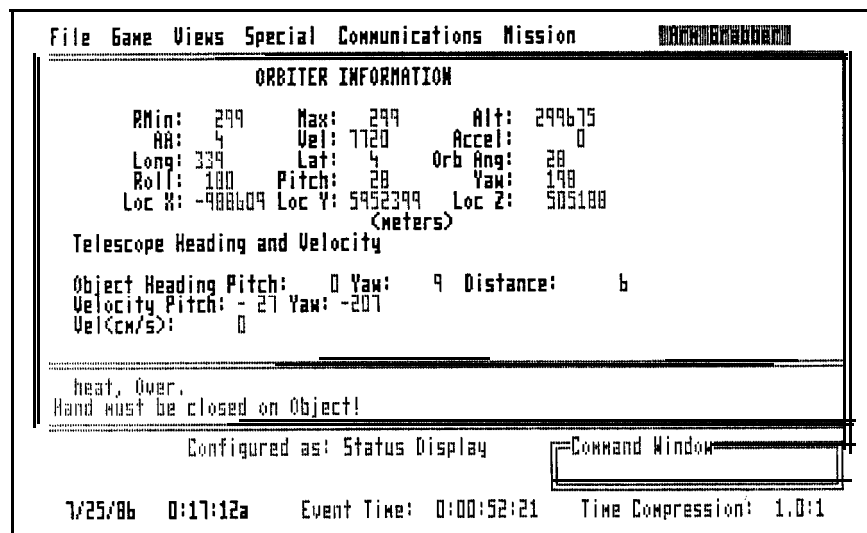 File Game Views Special Communications Mission Arm Grabber
ORBITER INFORMATION
RMin: 299 Max: 299 Alt: 299675
AA: 4 Vel: 7720 Accel: 0
Long: 339 Lat: 4 Orb Ang: 28
Roll: 180 Pitch: 28 Yaw: 198
Loc X: -988609 Loc Y: 5952399 Loc Z: 505188
(meters)
Telescope Heading and Velocity
Object Heading Pitch: 0 Yaw: 9 Distance: 6
Velocity Pitch: - 27 Yaw: -207
Vel(cm/s): 0
heat, Over.
Hand must be closed on Object!
Configured as: Status Display
Command Window
7/25/86 0:17:12a Event Time: 0:00:52:21 Time Compression: 1.0:1